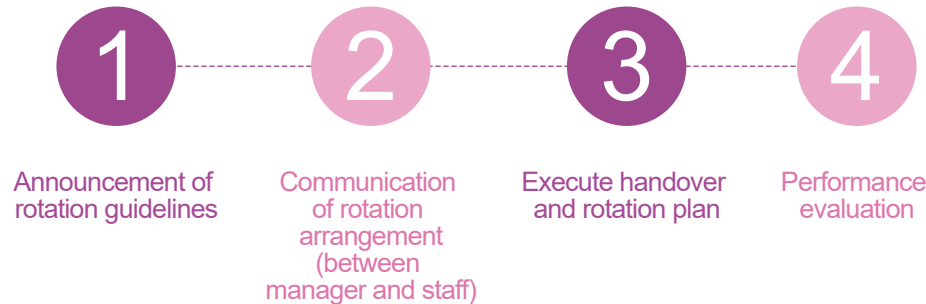 1
2
3
4
Announcement of
rotation guidelines
Communication
of rotation
arrangement
(between
manager and staff)
Execute handover
and rotation plan
Performance
evaluation